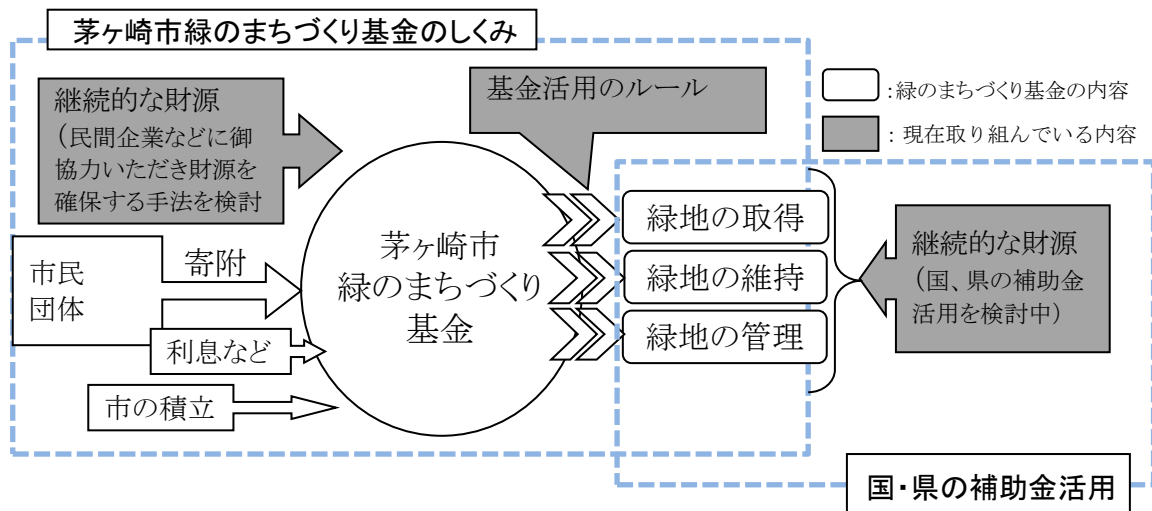 茅ヶ崎市緑のまちづくり基金のしくみ
継続的な財源
（民間企業などに御
協力いただき財源を
確保する手法を検討
基金活用のルール
：緑のまちづくり基金の内容
：現在取り組んでいる内容
市民
団体
寄附
利息など
市の積立
茅ヶ崎市
緑のまちづくり
基金
緑地の取得
緑地の維持
緑地の管理
継続的な財源
（国、県の補助金
活用を検討中）
国・県の補助金活用